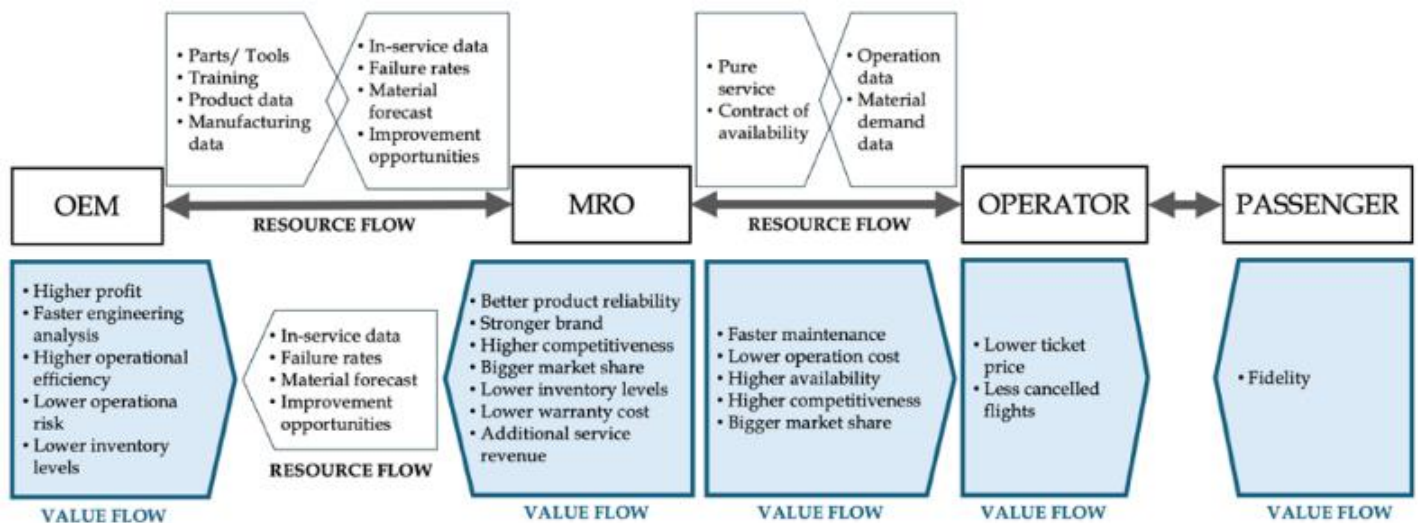 • Parts/ Tools
• Training
• Product data
• Manufacturing
data
• In-service data
• Failure rates
• Material
forecast
• Improvement
opportunities
• Pure
service
• Contract of
availability
• Operation
data
• Material
demand
data
OEM
RESOURCE FLOW
MRO
RESOURCE FLOW
OPERATOR
PASSENGER
• Higher profit
• Faster engineering
analysis
• Higher operational
efficiency
• Lower operationa
risk
• Lower inventory
levels
VALUE FLOW
• In-service data
• Failure rates
• Material forecast
• Improvement
opportunities
RESOURCE FLOW
• Better product reliability
• Stronger brand
• Higher competitiveness
• Bigger market share
• Lower inventory levels
• Lower warranty cost
• Additional service
revenue
VALUE FLOW
• Faster maintenance
• Lower operation cost
• Higher availability
• Higher competitiveness
• Bigger market share
VALUE FLOW
• Lower ticket
price
• Less cancelled
flights
VALUE FLOW
• Fidelity
VALUE FLOW